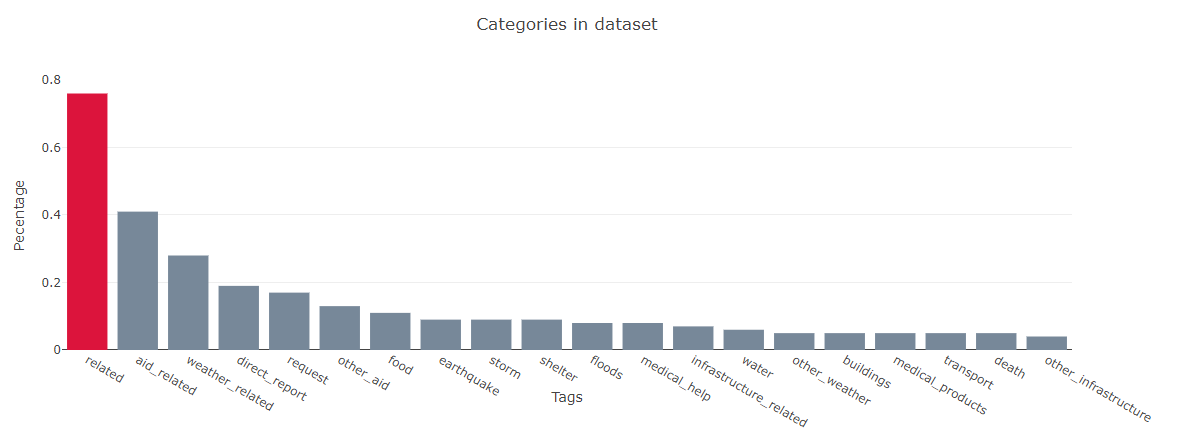 Categories in dataset
0.8
0.6
0.4
0.2
0
Pecentage
related
aid_related
weather_related
direct_report
request
other_aid
food
earthquake
storm
shelter
floods
medical_help
infrastructure_related
water
other_weather
buildings
medical_products
transport
death
other_infrastructure
Tags